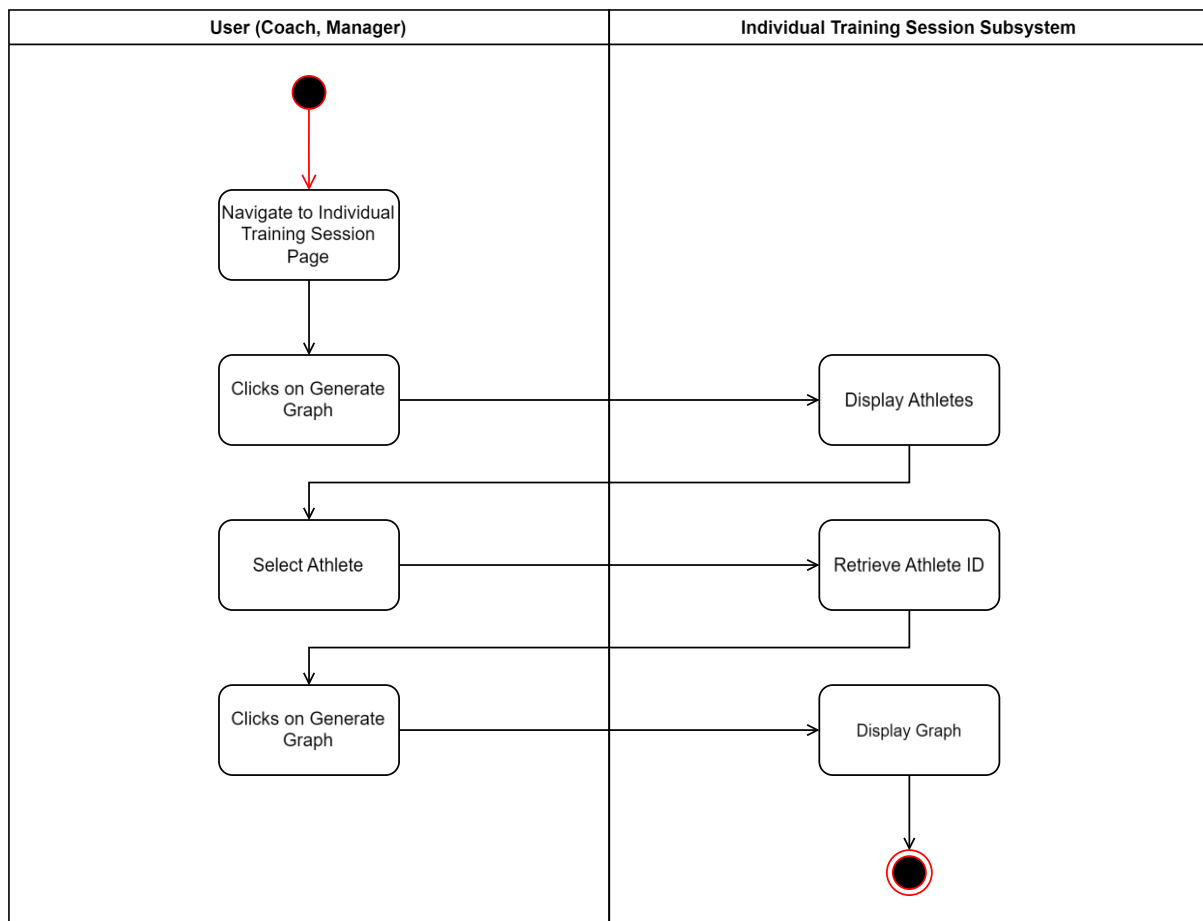 User (Coach, Manager)
Individual Training Session Subsystem
Navigate to Individual
Training Session
Page
Clicks on Generate
Graph
Display Athletes
Select Athlete
Retrieve Athlete ID
Clicks on Generate
Graph
Display Graph